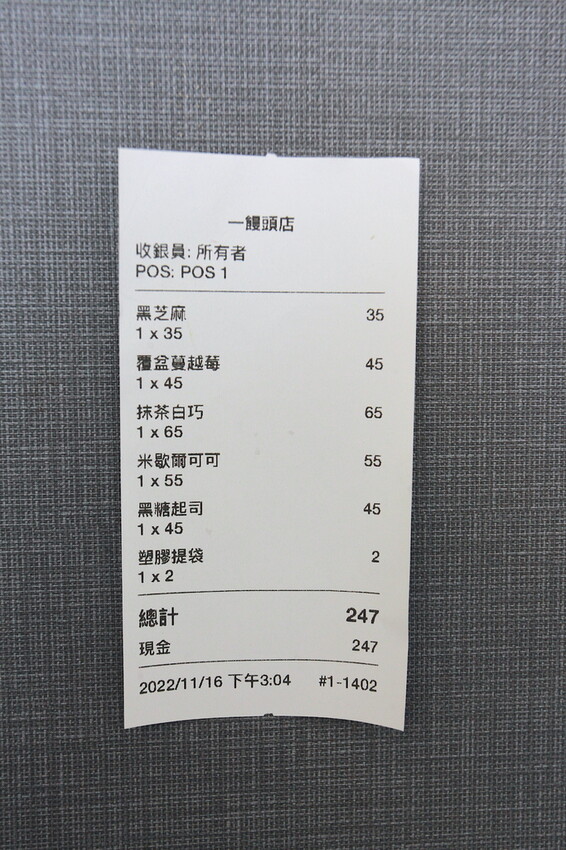 一饅頭店
收銀員: 所有者
POS: POS 1
黑芝麻 35
1 x 35
覆盆蔓越莓 45
1 x 45
抹茶白巧 65
1 x 65
米歇爾可可 55
1 x 55
黑糖起司 45
1 x 45
塑膠提袋 2
1 x 2
總計 247
現金 247
2022/11/16 下午3:04 #1-1402